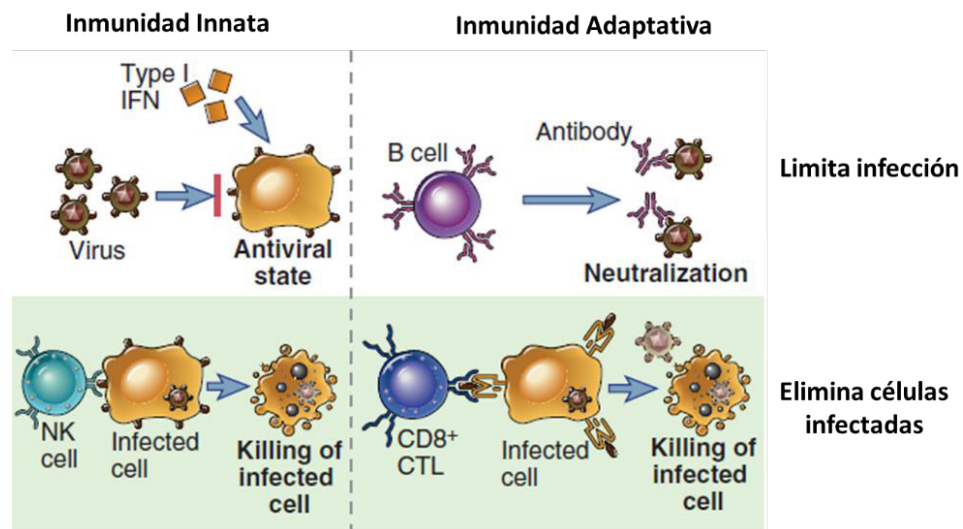 Inmunidad Innata
Inmunidad Adaptativa
Type I
IFN
Virus
Antiviral
state
B cell
Antibody
Neutralization
Limita infección
NK
cell
Infected
cell
Killing of
infected
cell
CD8⁺
CTL
Infected
cell
Killing of
infected
cell
Elimina células
infectadas